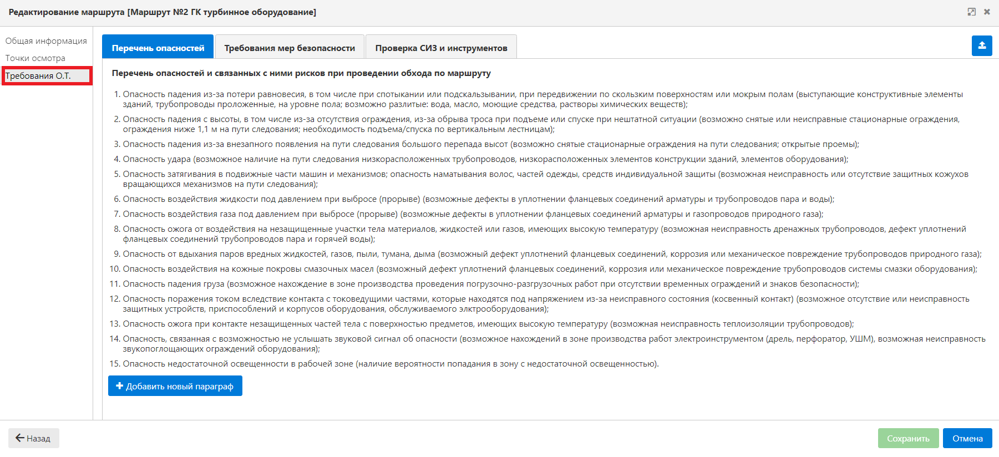 Редактирование маршрута [Маршрут №2 ГК турбинное оборудование]
Общая информация
Точки осмотра
Требования О.Т.
Перечень опасностей
Требования мер безопасности
Проверка СИЗ и инструментов
Перечень опасностей и связанных с ними рисков при проведении обхода по маршруту
1. Опасность падения из-за потери равновесия, в том числе при спотыкании или подскальзывании, при передвижении по скользким поверхностям или мокрым полам (выступающие конструктивные элементы
зданий, трубопроводы проложенные, на уровне пола; возможно разлитые: вода, масло, моющие средства, растворы химических веществ);
2. Опасность падения с высоты, в том числе из-за отсутствия ограждения, из-за обрыва троса при подъеме или спуске при нештатной ситуации (возможно снятые или неисправные стационарные ограждения,
ограждения ниже 1,1 м на пути следования; необходимость подъема/спуска по вертикальным лестницам);
3. Опасность падения из-за внезапного появления на пути следования большого перепада высот (возможно снятые стационарные ограждения на пути следования; открытые проемы);
4. Опасность удара (возможное наличие на пути следования низкорасположенных трубопроводов, низкорасположенных элементов конструкции зданий, элементов оборудования);
5. Опасность затягивания в подвижные части машин и механизмов; опасность наматывания волос, частей одежды, средств индивидуальной защиты (возможная неисправность или отсутствие защитных кожухов
вращающихся механизмов на пути следования);
6. Опасность воздействия жидкости под давлением при выбросе (прорыве) (возможные дефекты в уплотнении фланцевых соединений арматуры и трубопроводов пара и воды);
7. Опасность воздействия газа под давлением при выбросе (прорыве) (возможные дефекты в уплотнении фланцевых соединений арматуры и газопроводов природного газа);
8. Опасность ожога от воздействия на незащищенные участки тела материалов, жидкостей или газов, имеющих высокую температуру (возможная неисправность дренажных трубопроводов, дефект уплотнений
фланцевых соединений трубопроводов пара и горячей воды);
9. Опасность от вдыхания паров вредных жидкостей, газов, пыли, тумана, дыма (возможный дефект уплотнений фланцевых соединений, коррозия или механическое повреждение трубопроводов природного газа);
10. Опасность воздействия на кожные покровы смазочных масел (возможный дефект уплотнений фланцевых соединений, коррозия или механическое повреждение трубопроводов системы смазки оборудования);
11. Опасность падения груза (возможное нахождение в зоне производства проведения погрузочно-разгрузочных работ при отсутствии временных ограждений и знаков безопасности);
12. Опасность поражения током вследствие контакта с токоведущими частями, которые находятся под напряжением из-за неисправного состояния (косвенный контакт) (возможное отсутствие или неисправность
защитных устройств, приспособлений и корпусов оборудования, обслуживаемого элктрооборудования);
13. Опасность ожога при контакте незащищенных частей тела с поверхностью предметов, имеющих высокую температуру (возможная неисправность теплоизоляции трубопроводов);
14. Опасность, связанная с возможностью не услышать звуковой сигнал об опасности (возможное нахождений в зоне производства работ электроинструментом (дрель, перфоратор, УШМ), возможная неисправность
звукопоглощающих ограждений оборудования);
15. Опасность недостаточной освещенности в рабочей зоне (наличие вероятности попадания в зону с недостаточной освещенностью).
Добавить новый параграф
Назад
Сохранить
Отмена